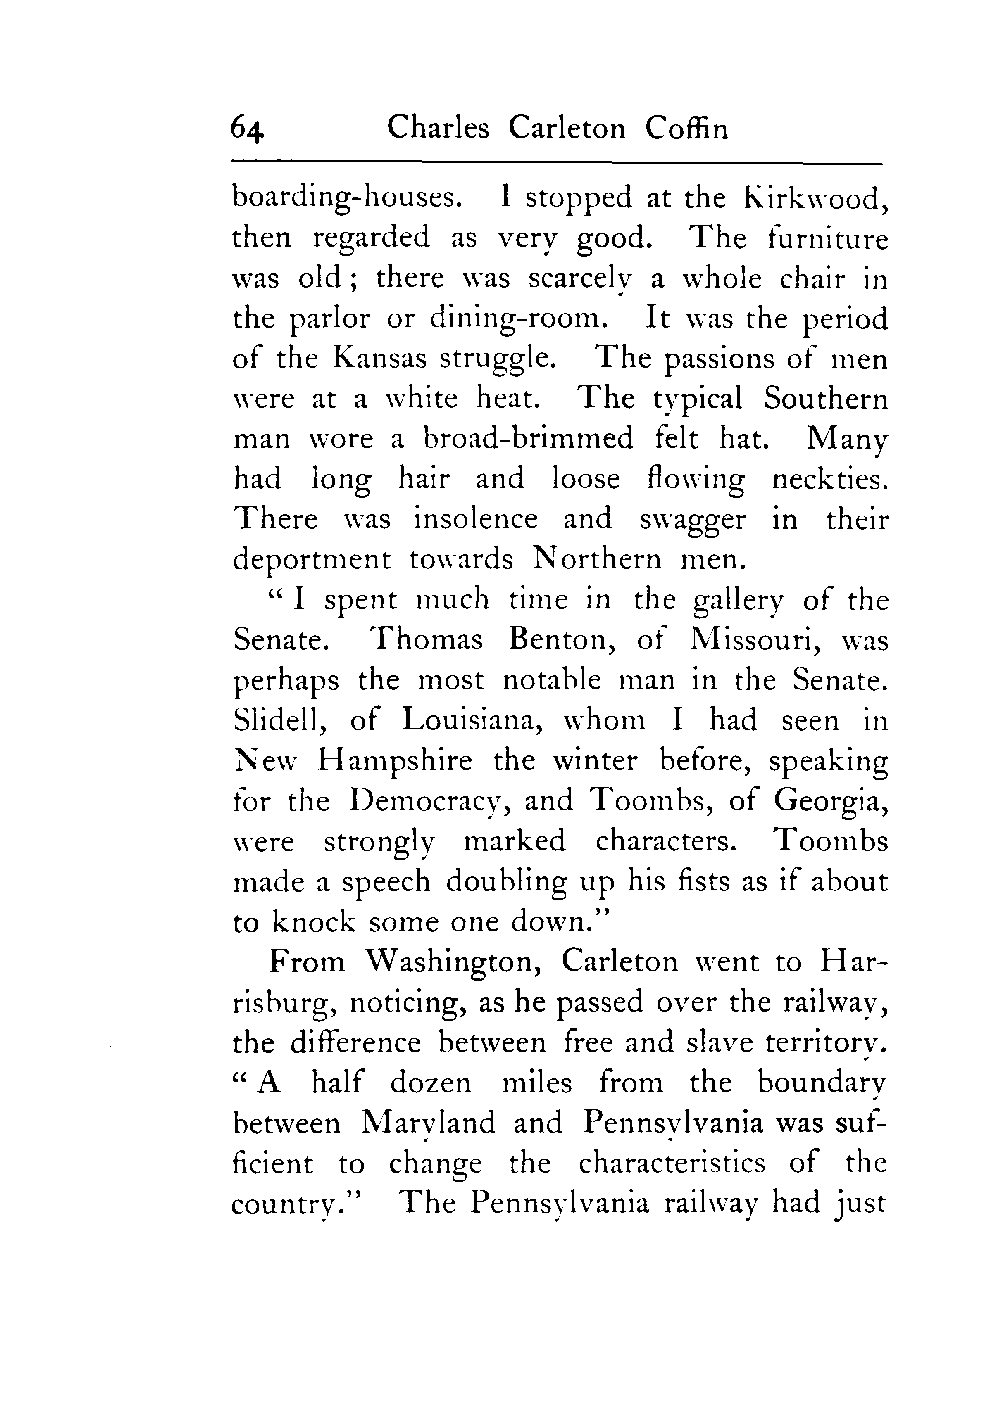 64 Charles Carleton Coffin
boarding-houses. I stopped at the Kirkwood,
then regarded as very good. The furniture
was old ; there was scarcely a whole chair in
the parlor or dining-room. It was the period
of the Kansas struggle. The passions of men
were at a white heat. The typical Southern
man wore a broad-brimmed felt hat. Many
had long hair and loose flowing neckties.
There was insolence and swagger in their
deportment towards Northern men.
“ I spent much time in the gallery of the
Senate. Thomas Benton, of Missouri, was
perhaps the most notable man in the Senate.
Slidell, of Louisiana, whom I had seen in
New Hampshire the winter before, speaking
for the Democracy, and Toombs, of Georgia,
were strongly marked characters. Toombs
made a speech doubling up his fists as if about
to knock some one down.”
From Washington, Carleton went to Har-
risburg, noticing, as he passed over the railway,
the difference between free and slave territory.
“ A half dozen miles from the boundary
between Maryland and Pennsylvania was suf-
ficient to change the characteristics of the
country.” The Pennsylvania railway had just